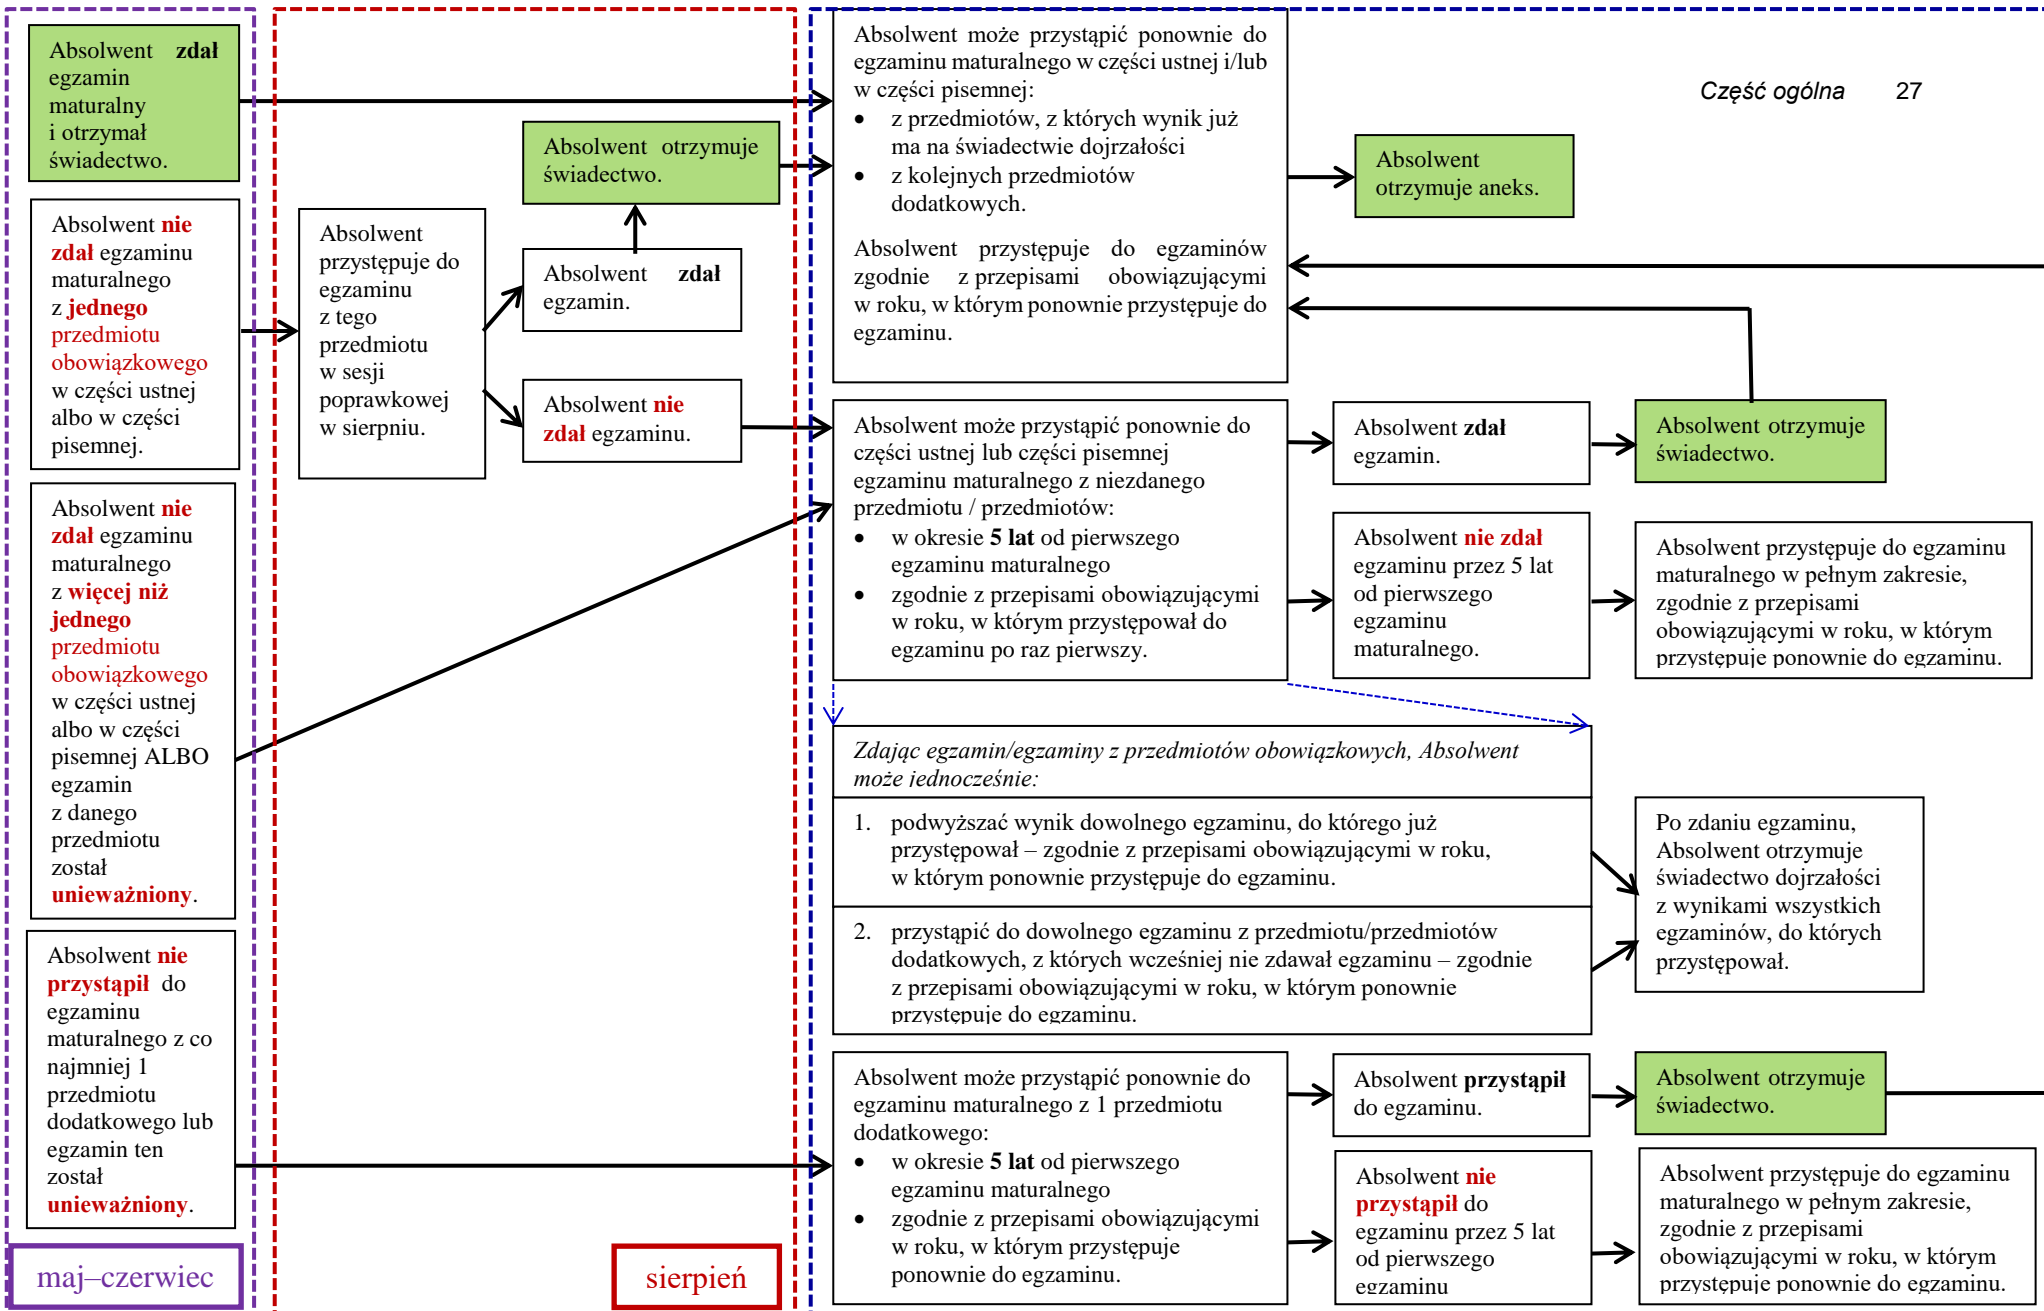 Część ogólna 27
Absolwent zdał
egzamin
maturalny
i otrzymał
świadectwo.
Absolwent nie
zdał egzaminu
maturalnego
z jednego
przedmiotu
obowiązkowego
w części ustnej
albo w części
pisemnej.
Absolwent nie
zdał egzaminu
maturalnego
z więcej niż
jednego
przedmiotu
obowiązkowego
w części ustnej
albo w części
pisemnej ALBO
egzamin
z danego
przedmiotu
został
unieważniony.
Absolwent nie
przystąpił do
egzaminu
maturalnego z co
najmniej 1
przedmiotu
dodatkowego lub
egzamin ten
został
unieważniony.
maj–czerwiec
Absolwent
przystępuje do
egzaminu
z tego
przedmiotu
w sesji
poprawkowej
w sierpniu.
Absolwent otrzymuje
świadectwo.
Absolwent zdał
egzamin.
Absolwent nie
zdał egzaminu.
sierpień
Absolwent może przystąpić ponownie do
egzaminu maturalnego w części ustnej i/lub
w części pisemnej:
• z przedmiotów, z których wynik już
ma na świadectwie dojrzałości
• z kolejnych przedmiotów
dodatkowych.
Absolwent przystępuje do egzaminów
zgodnie z przepisami obowiązującymi
w roku, w którym ponownie przystępuje do
egzaminu.
Absolwent
otrzymuje aneks.
Absolwent może przystąpić ponownie do
części ustnej lub części pisemnej
egzaminu maturalnego z niezdanego
przedmiotu / przedmiotów:
• w okresie 5 lat od pierwszego
egzaminu maturalnego
• zgodnie z przepisami obowiązującymi
w roku, w którym przystępował do
egzaminu po raz pierwszy.
Absolwent zdał
egzamin.
Absolwent otrzymuje
świadectwo.
Absolwent nie zdał
egzaminu przez 5 lat
od pierwszego
egzaminu
maturalnego.
Absolwent przystępuje do egzaminu
maturalnego w pełnym zakresie,
zgodnie z przepisami
obowiązującymi w roku, w którym
przystępuje ponownie do egzaminu.
Zdając egzamin/egzaminy z przedmiotów obowiązkowych, Absolwent
może jednocześnie:
1. podwyższać wynik dowolnego egzaminu, do którego już
przystępował – zgodnie z przepisami obowiązującymi w roku,
w którym ponownie przystępuje do egzaminu.
2. przystąpić do dowolnego egzaminu z przedmiotu/przedmiotów
dodatkowych, z których wcześniej nie zdawał egzaminu – zgodnie
z przepisami obowiązującymi w roku, w którym ponownie
przystępuje do egzaminu.
Po zdaniu egzaminu,
Absolwent otrzymuje
świadectwo dojrzałości
z wynikami wszystkich
egzaminów, do których
przystępował.
Absolwent może przystąpić ponownie do
egzaminu maturalnego z 1 przedmiotu
dodatkowego:
• w okresie 5 lat od pierwszego
egzaminu maturalnego
• zgodnie z przepisami obowiązującymi
w roku, w którym przystępuje
ponownie do egzaminu.
Absolwent przystąpił
do egzaminu.
Absolwent otrzymuje
świadectwo.
Absolwent nie
przystąpił do
egzaminu przez 5 lat
od pierwszego
egzaminu
Absolwent przystępuje do egzaminu
maturalnego w pełnym zakresie,
zgodnie z przepisami
obowiązującymi w roku, w którym
przystępuje ponownie do egzaminu.